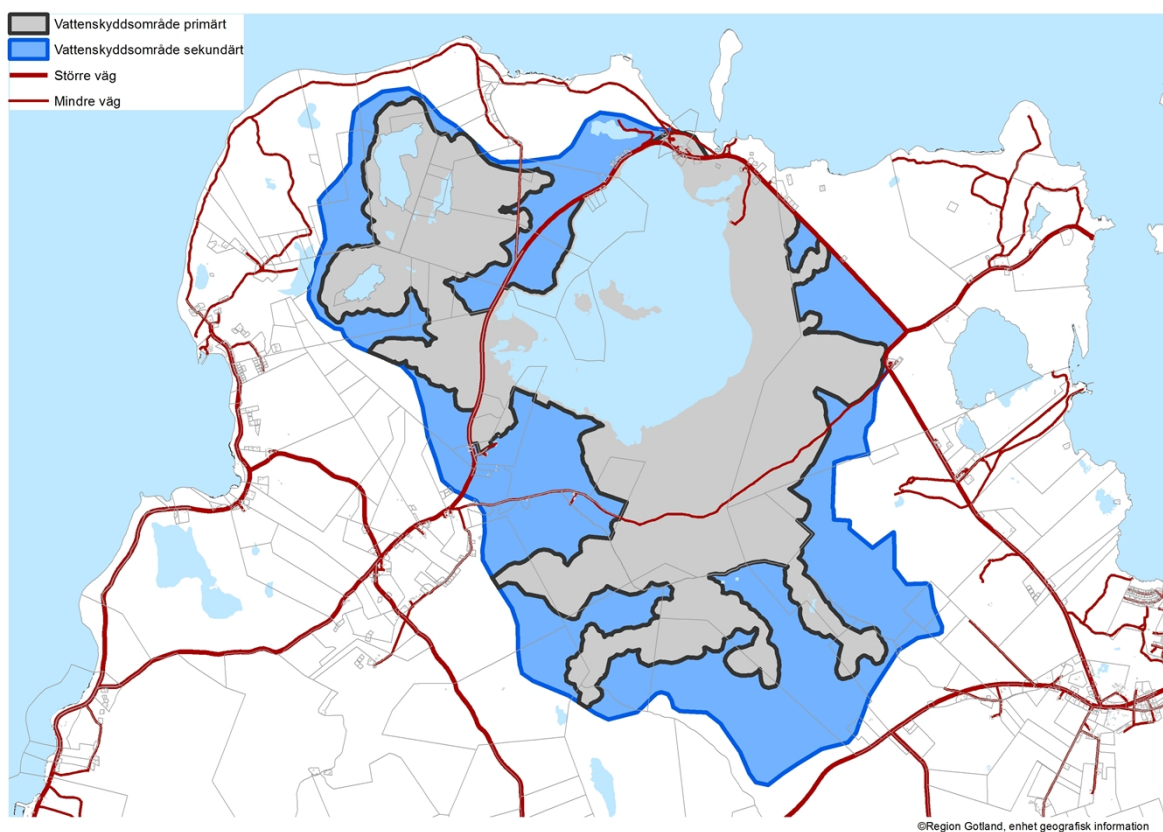 Vattenskyddsområde primärt
Vattenskyddsområde sekundärt
Större väg
Mindre väg
©Region Gotland, enhet geografisk information